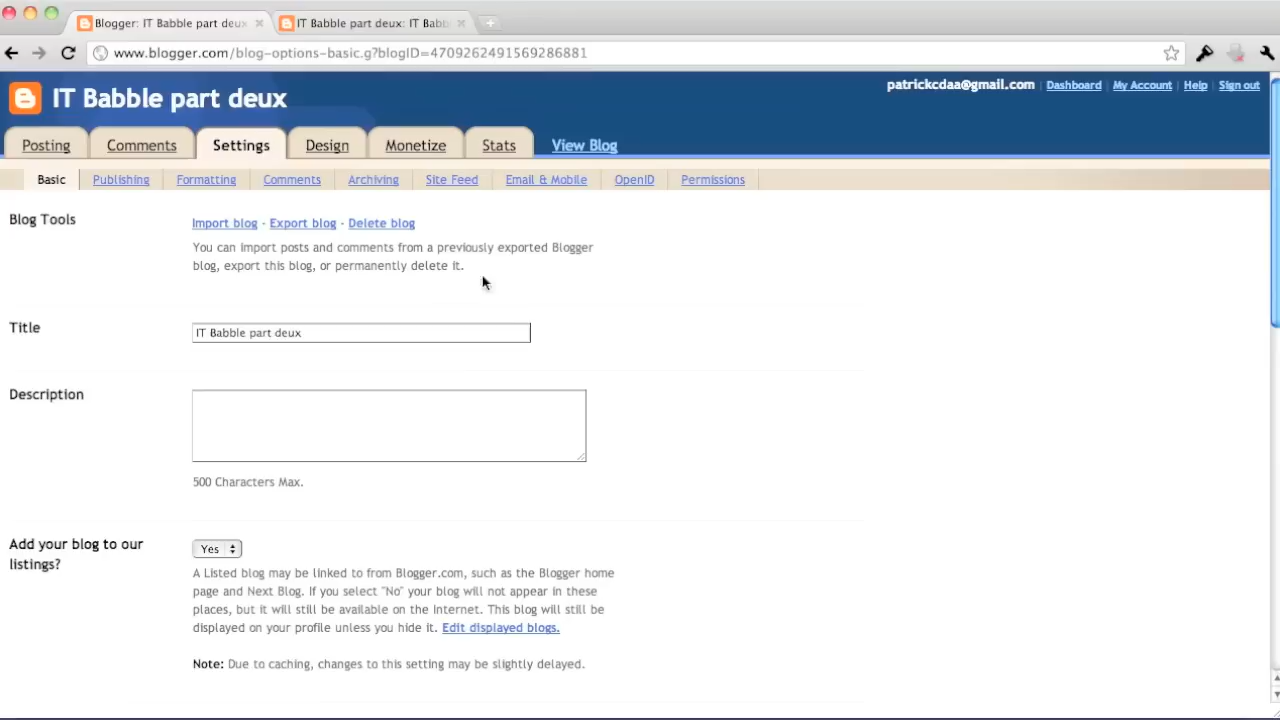 Blogger: IT Babble part deux
IT Babble part deux: IT Babb
www.blogger.com/blog-options-basic.g?blogID=4709262491569286881
IT Babble part deux
patrickcdaa@gmail.com Dashboard My Account Help Sign out
Posting Comments Settings Design Monetize Stats View Blog
Basic Publishing Formatting Comments Archiving Site Feed Email & Mobile OpenID Permissions
Blog Tools
Import blog - Export blog - Delete blog
You can import posts and comments from a previously exported Blogger
blog, export this blog, or permanently delete it.
Title
IT Babble part deux
Description
500 Characters Max.
Add your blog to our
listings?
Yes
A Listed blog may be linked to from Blogger.com, such as the Blogger home
page and Next Blog. If you select "No" your blog will not appear in these
places, but it will still be available on the Internet. This blog will still be
displayed on your profile unless you hide it. Edit displayed blogs.
Note: Due to caching, changes to this setting may be slightly delayed.